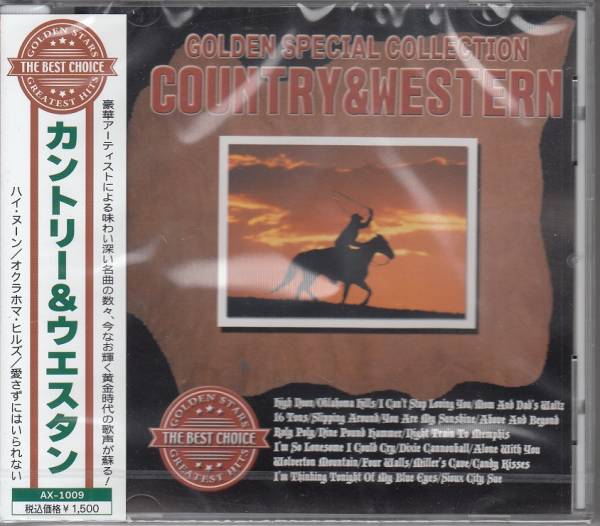 GOLDEN STARS
THE BEST CHOICE
GREATEST HITS
カントリー&ウエスタン
豪華アーティストによる味わい深い名曲の数々、今なお輝く黄金時代の歌声が蘇る!
ハイ・ヌーン/オクラホマ・ヒルズ/愛さずにはいられない
AX-1009
税込価格¥1,500
GOLDEN SPECIAL COLLECTION
COUNTRY&WESTERN
GOLDEN STARS
THE BEST CHOICE
GREATEST HITS
High Noon/Oklahoma Hills/I Can't Stop Loving You/Mom And Dad's Waltz
16 Tons/Slipping Around/You Are My Sunshine/Above And Beyond
Roly Poly/Nine Pound Hammer/Night Train To Memphis
I'm So Lonesome I Could Cry/Dixie Cannonball/Alone With You
Wolverton Mountain/Four Walls/Miller's Cave/Candy Kisses
I'm Thinking Tonight Of My Blue Eyes/Sioux City Sue